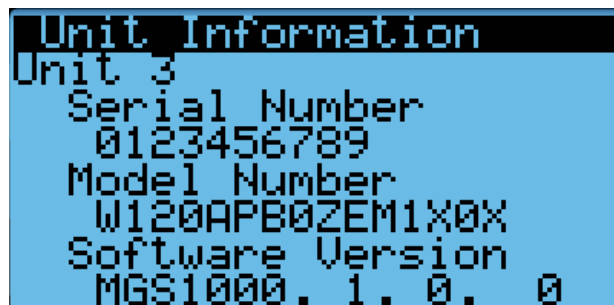 Unit Information
Unit 3
Serial Number
0123456789
Model Number
W120APB0ZEM1X0X
Software Version
MGS1000. 1. 0. 0